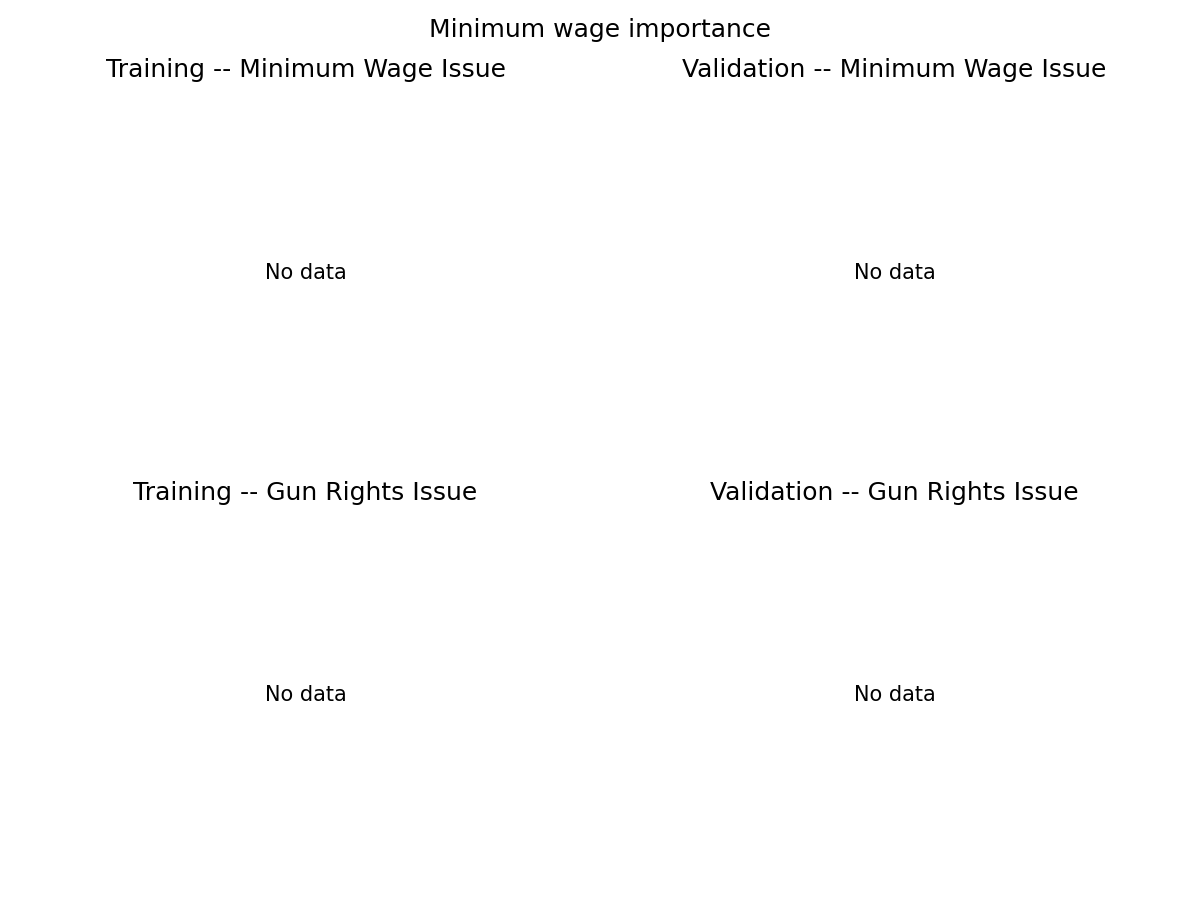 Minimum wage importance
Training -- Minimum Wage Issue
Validation -- Minimum Wage Issue
No data
No data
Training -- Gun Rights Issue
Validation -- Gun Rights Issue
No data
No data